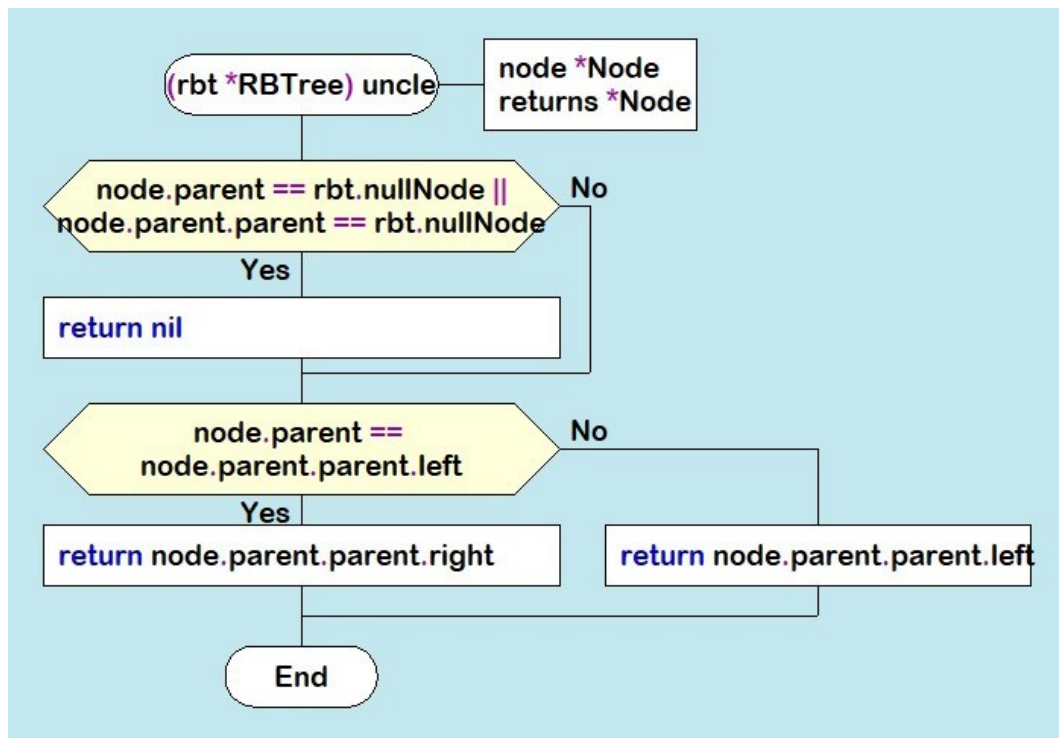 (rbt *RBTree) uncle
node *Node
returns *Node
node.parent == rbt.nullNode ||
node.parent.parent == rbt.nullNode
No
Yes
return nil
node.parent ==
node.parent.parent.left
No
Yes
return node.parent.parent.right
return node.parent.parent.left
End